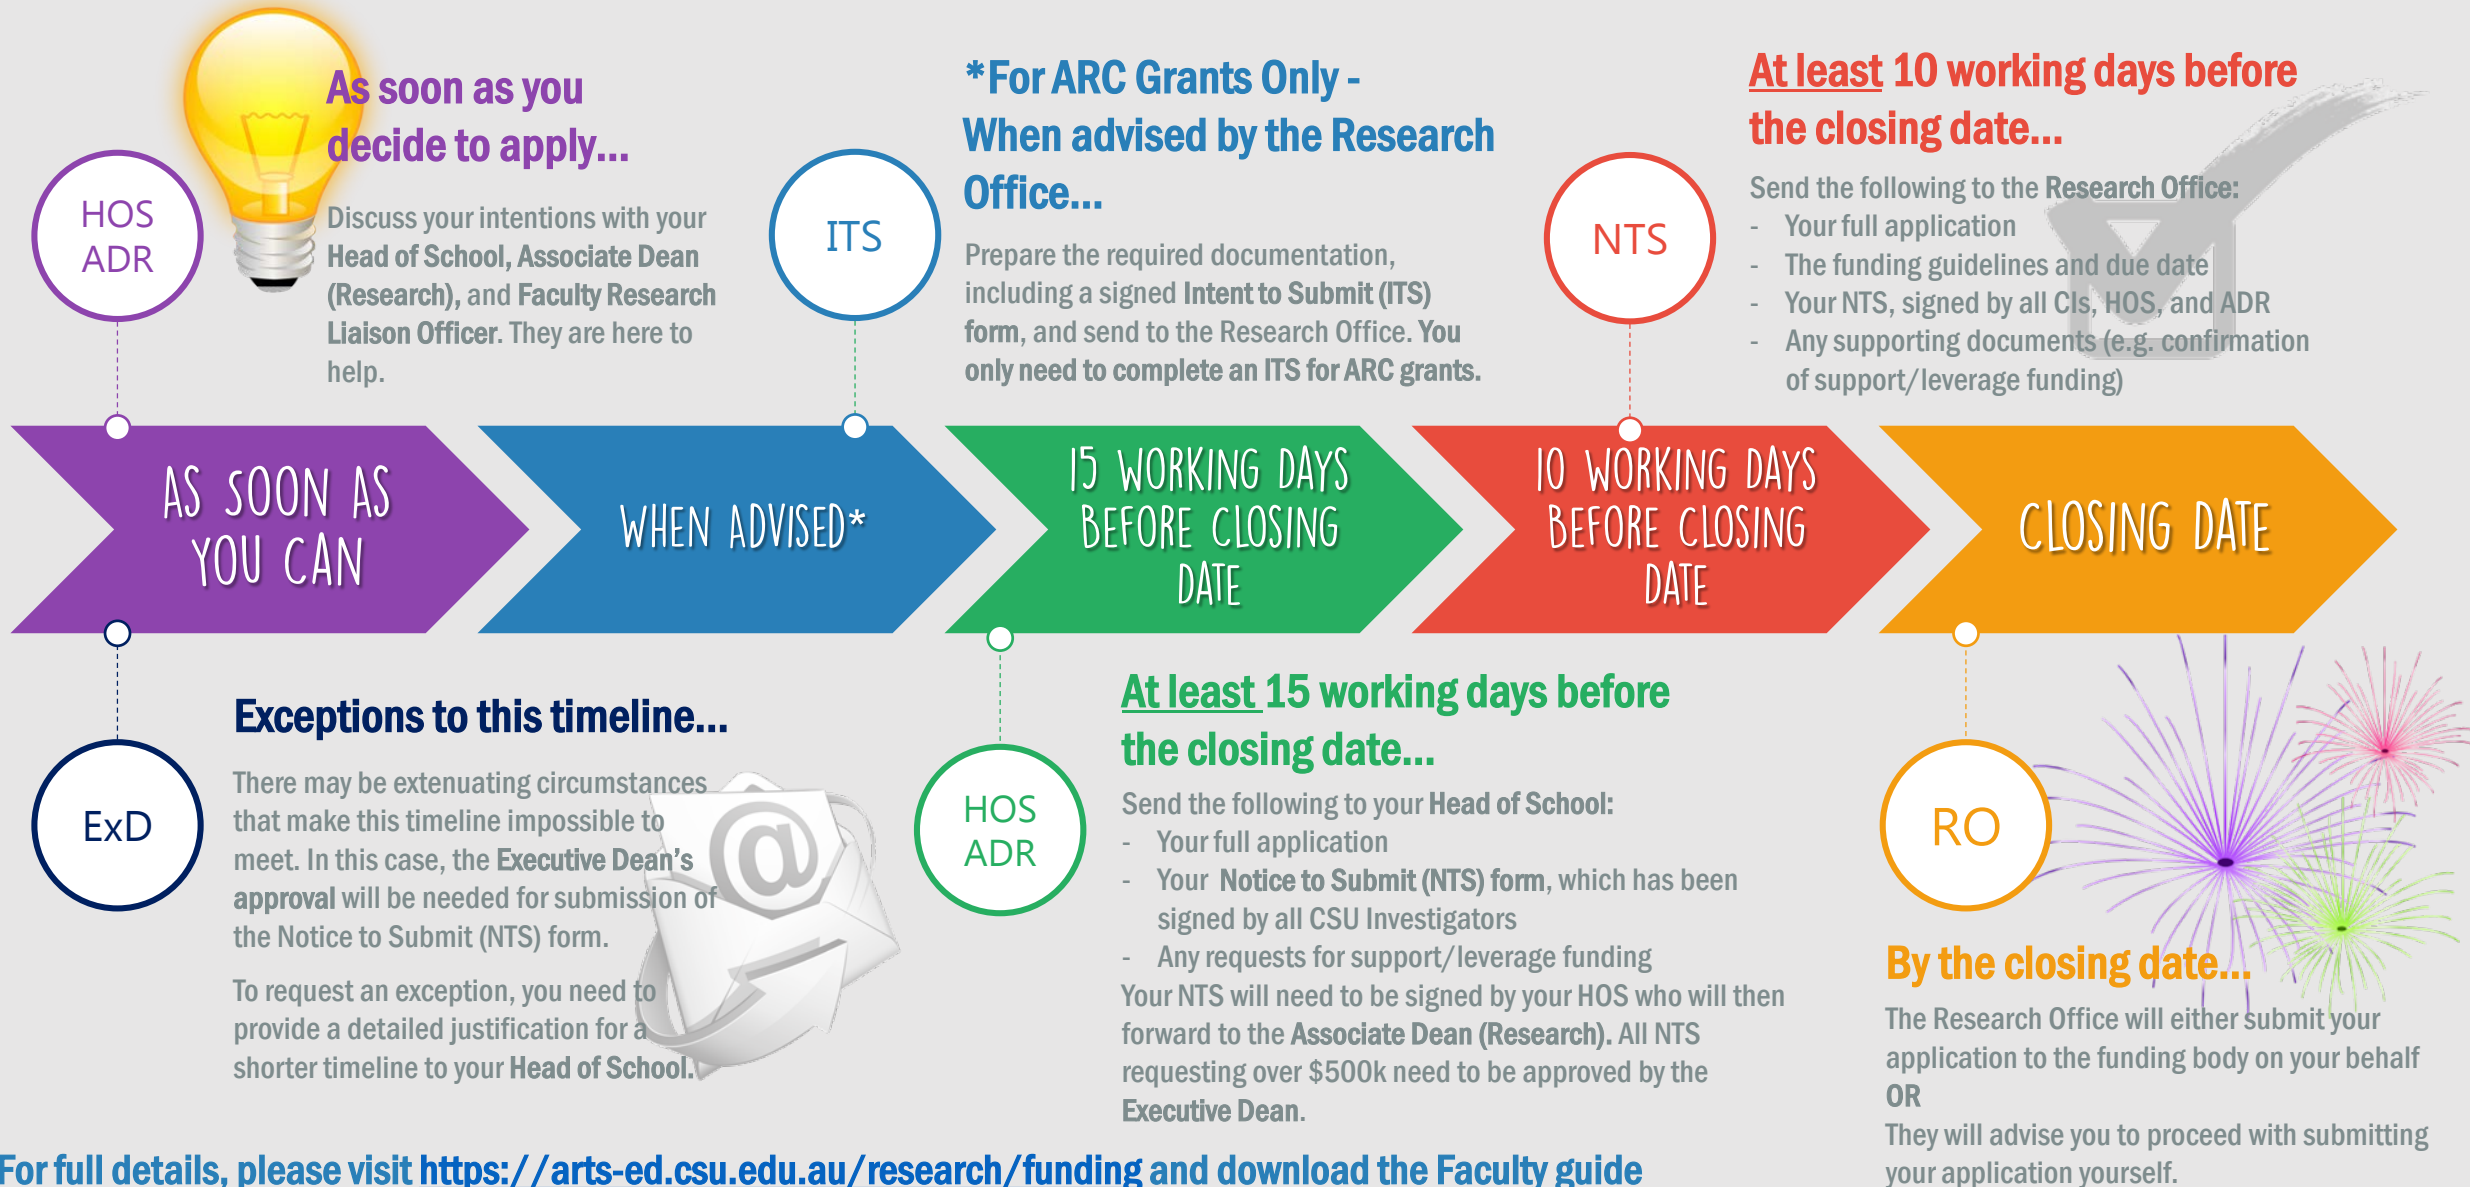 HOS
ADR
As soon as you
decide to apply...
Discuss your intentions with your
Head of School, Associate Dean
(Research), and Faculty Research
Liaison Officer. They are here to
help.
ITS
*For ARC Grants Only -
When advised by the Research
Office...
Prepare the required documentation,
including a signed Intent to Submit (ITS)
form, and send to the Research Office. You
only need to complete an ITS for ARC grants.
NTS
At least 10 working days before
the closing date...
Send the following to the Research Office:
- Your full application
- The funding guidelines and due date
- Your NTS, signed by all CIs, HOS, and ADR
- Any supporting documents (e.g. confirmation
of support/leverage funding)
AS SOON AS
YOU CAN
WHEN ADVISED*
15 WORKING DAYS
BEFORE CLOSING
DATE
10 WORKING DAYS
BEFORE CLOSING
DATE
CLOSING DATE
ExD
Exceptions to this timeline...
There may be extenuating circumstances
that make this timeline impossible to
meet. In this case, the Executive Dean's
approval will be needed for submission of
the Notice to Submit (NTS) form.
To request an exception, you need to
provide a detailed justification for a
shorter timeline to your Head of School.
HOS
ADR
At least 15 working days before
the closing date...
Send the following to your Head of School:
- Your full application
- Your Notice to Submit (NTS) form, which has been
signed by all CSU Investigators
- Any requests for support/leverage funding
Your NTS will need to be signed by your HOS who will then
forward to the Associate Dean (Research). All NTS
requesting over $500k need to be approved by the
Executive Dean.
RO
By the closing date...
The Research Office will either submit your
application to the funding body on your behalf
OR
They will advise you to proceed with submitting
your application yourself.
For full details, please visit https://arts-ed.csu.edu.au/research/funding and download the Faculty guide